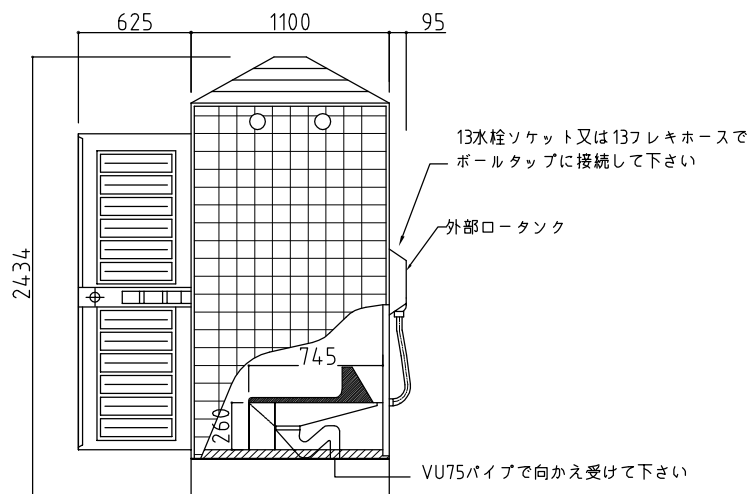 625
1100
95
13水栓ソケット又は13フレキホースで
ボールタップに接続して下さい
外部ロータンク
2434
745
260
VU75パイプで向かえ受けて下さい